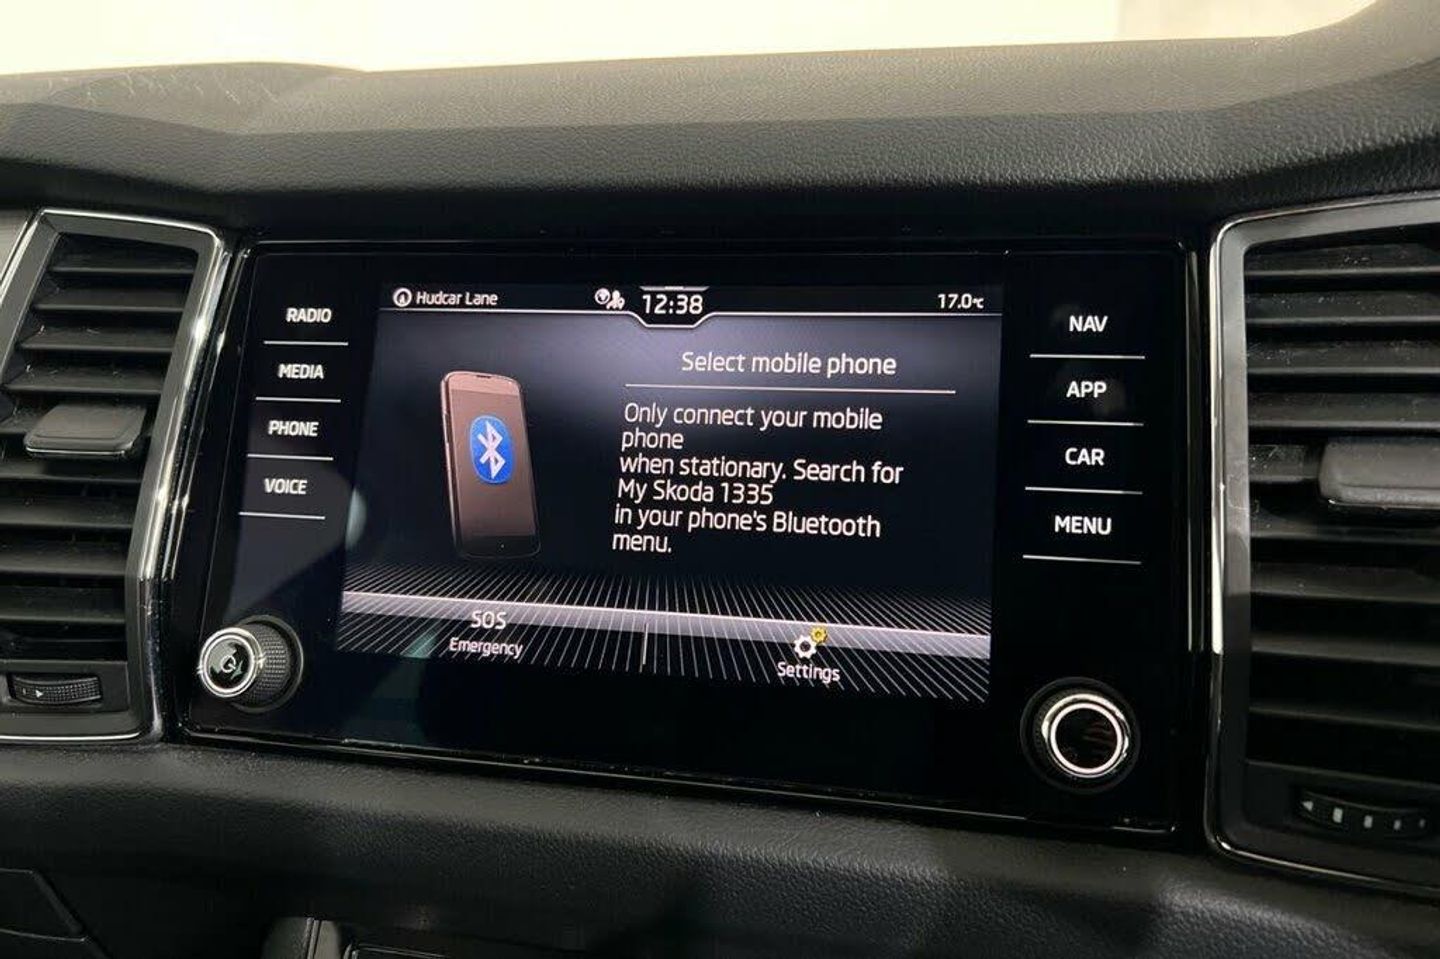 Hudcar Lane
12:38
17.0°C
RADIO
MEDIA
PHONE
VOICE
Select mobile phone
Only connect your mobile
phone
when stationary. Search for
My Skoda 1335
in your phone's Bluetooth
menu.
SOS
Emergency
Settings
NAV
APP
CAR
MENU